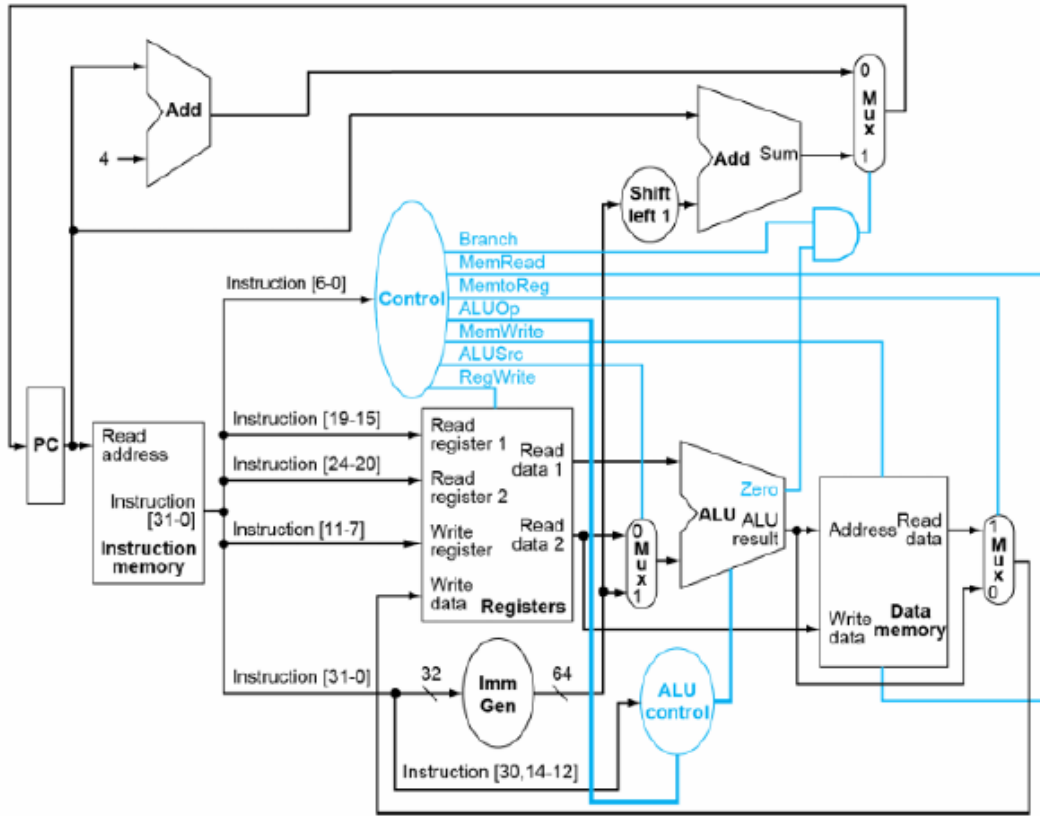 Add
4
0
Mux
1
Add Sum
Shift
left 1
Branch
MemRead
MemtoReg
ALUOp
MemWrite
ALUSrc
RegWrite
Control
Instruction [6-0]
PC
Read
address
Instruction
[31-0]
Instruction
memory
Instruction [19-15]
Instruction [24-20]
Instruction [11-7]
Instruction [31-0]
Read
register 1
Read
register 2
Write
register
Write
data
Read
data 1
Read
data 2
Registers
0
Mux
1
Zero
ALU
ALU
result
Address
Read
data
Write
data
Data
memory
1
Mux
0
32
Imm
Gen
64
ALU
control
Instruction [30,14-12]